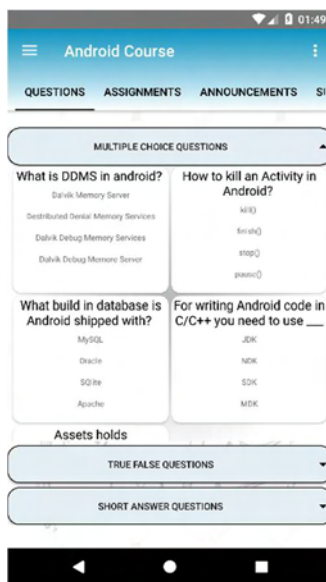 01:49
Android Course
QUESTIONS ASSIGNMENTS ANNOUNCEMENTS
MULTIPLE CHOICE QUESTIONS
What is DDMS in android?
Dalvik Memory Server
Destributed Denial Memory Services
Dalvik Debug Memory Services
Dalvik Debug Memore Server
How to kill an Activity in
Android?
kill()
finish()
stop()
pause()
What build in database is
Android shipped with?
MySQL
Oracle
SQlite
Apache
For writing Android code in
C/C++ you need to use ___
JDK
NDK
SDK
MDK
Assets holds
TRUE FALSE QUESTIONS
SHORT ANSWER QUESTIONS